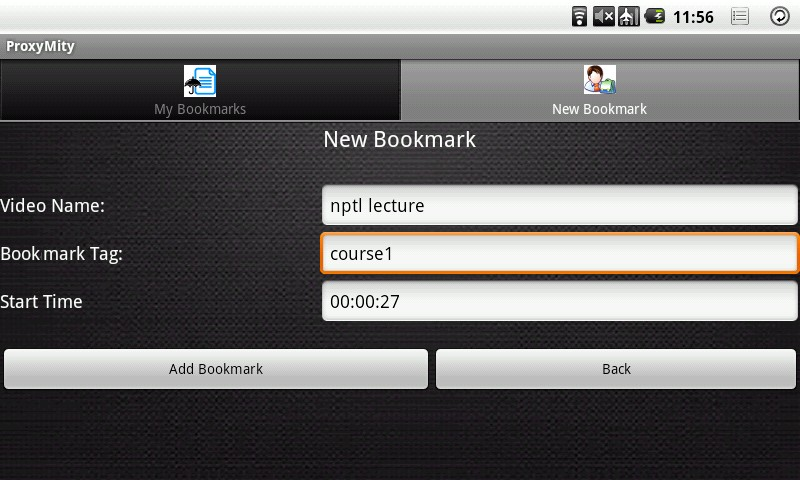 11:56
ProxyMity
My Bookmarks
New Bookmark
New Bookmark
Video Name: nptl lecture
Bookmark Tag: course1
Start Time 00:00:27
Add Bookmark Back